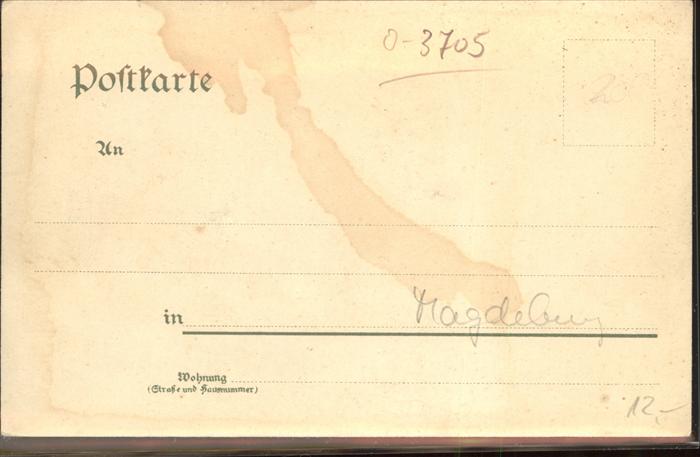 0-3705
Postkarte
20
An
in Magdeburg
Wohnung
(Straße und Hausnummer)
12,-